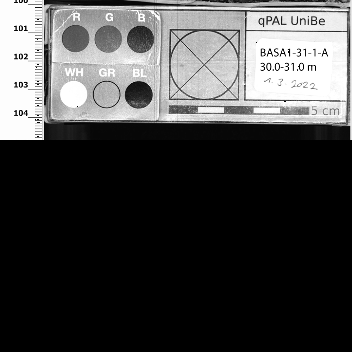 100
R G B
qPAL UniBe
101
BASA1-31-1-A
102
30.0-31.0 m
WH GR BL
1.3.2022
103
104
5 cm